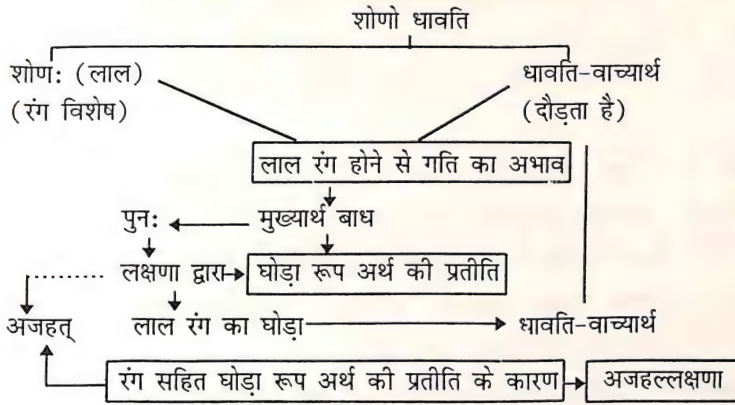 शोणो धावति
शोण: (लाल) धावति-वाच्यार्थ
(रंग विशेष) (दौड़ता है)
लाल रंग होने से गति का अभाव
पुन: मुख्यार्थ बाध
लक्षणा द्वारा घोड़ा रूप अर्थ की प्रतीति
अजहत् लाल रंग का घोड़ा धावति-वाच्यार्थ
रंग सहित घोड़ा रूप अर्थ की प्रतीति के कारण अजहल्लक्षणा